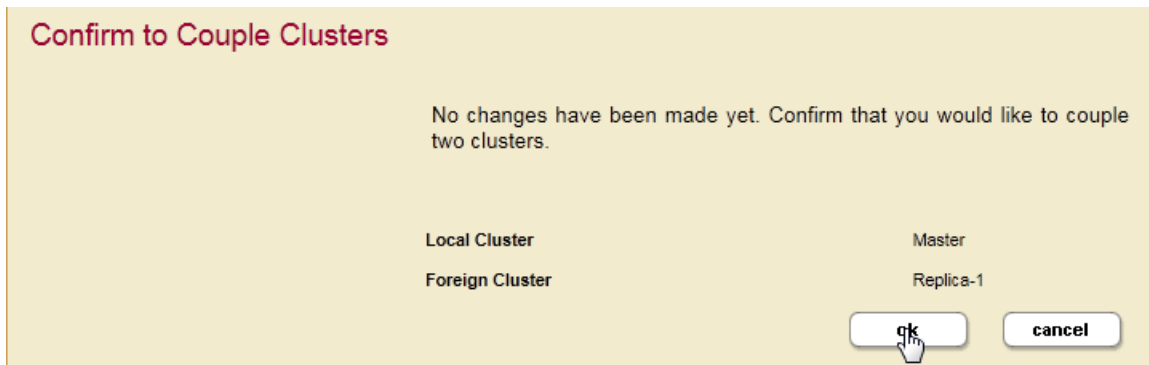 Confirm to Couple Clusters
No changes have been made yet. Confirm that you would like to couple
two clusters.
Local Cluster Master
Foreign Cluster Replica-1
ok cancel